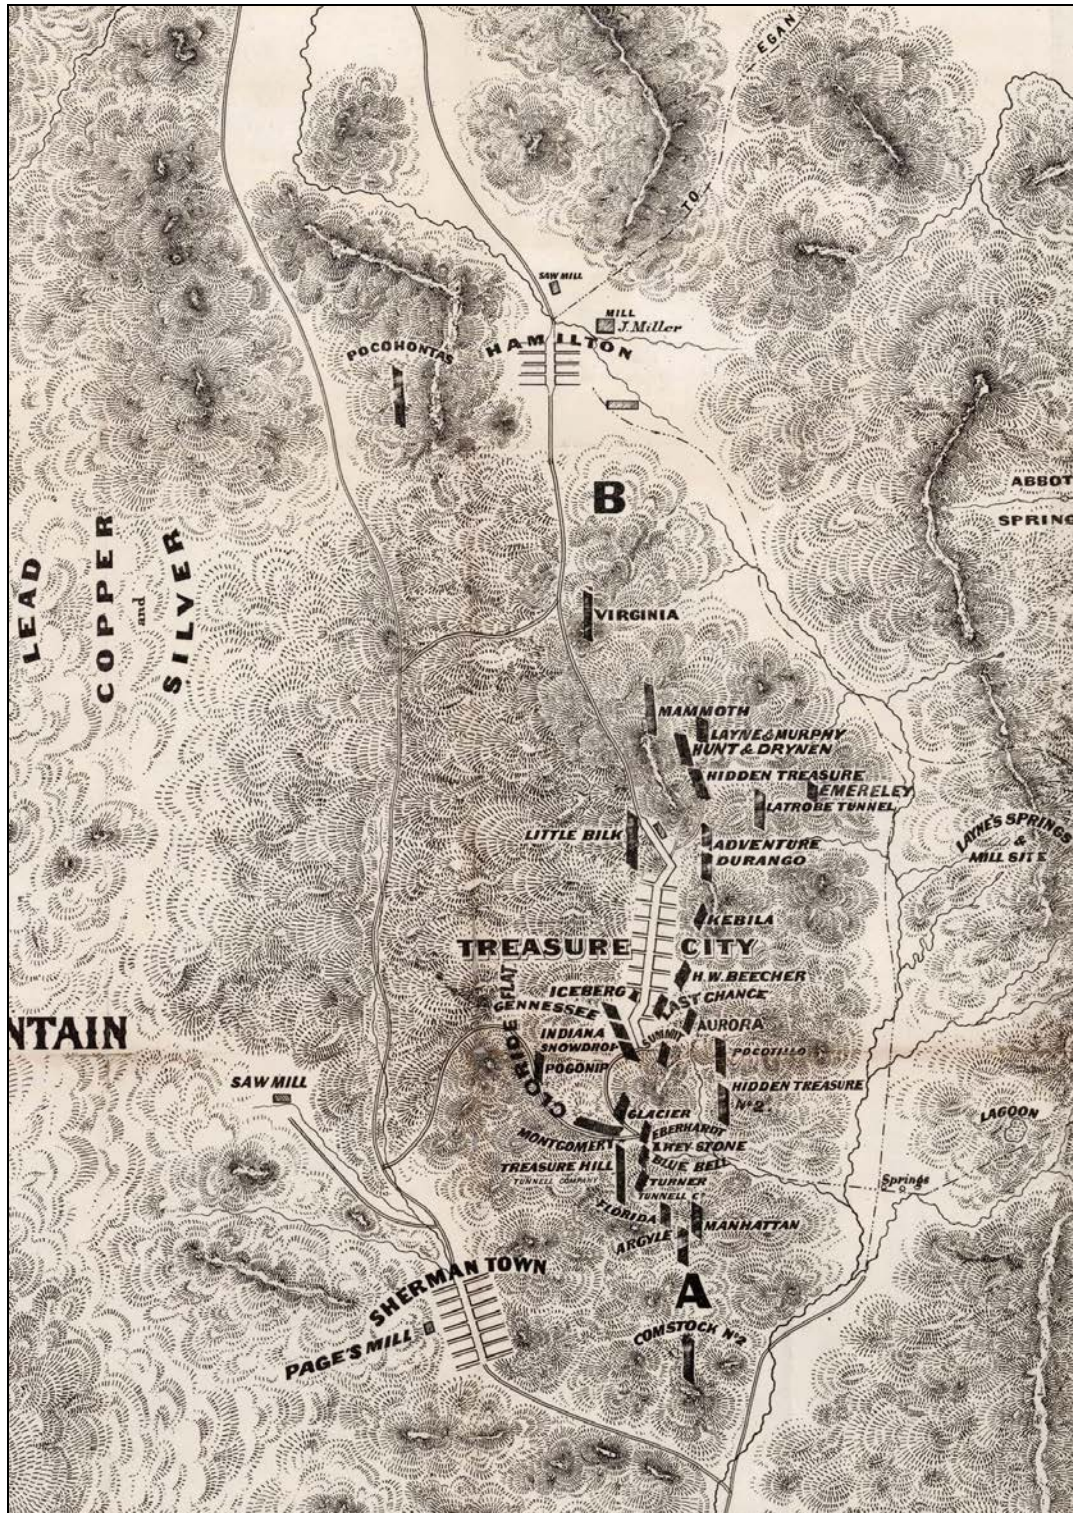 EGAN
TO
SAW MILL
MILL
J. Miller
HAMILTON
POCOHONTAS
B
ABBOT
SPRING
LEAD
COPPER
and
SILVER
VIRGINIA
MAMMOTH
LAYNE & MURPHY
HUNT & DRYNEN
HIDDEN TREASURE
EMERELEY
LATROBE TUNNEL
LITTLE BILK
ADVENTURE
DURANGO
LAYNE'S SPRINGS
&
MILL SITE
KEBILA
TREASURE CITY
H.W. BEECHER
ICEBERG
LAST CHANCE
GENNESSEE
AURORA
INDIANA
SUMMIT
SNOWDROP
POCOTILLO
POGONIP
CLORIDE FLAT
NTAIN
SAW MILL
HIDDEN TREASURE
No 2.
GLACIER
LAGOON
EBERHARDT
MONTGOMERY
KEY-STONE
BLUE BELL
TREASURE HILL
TUNNELL COMPANY
TURNER
TUNNELL Co
Springs
FLORIDA
MANHATTAN
ARGYLE
A
SHERMAN TOWN
COMSTOCK No 2
PAGE'S MILL